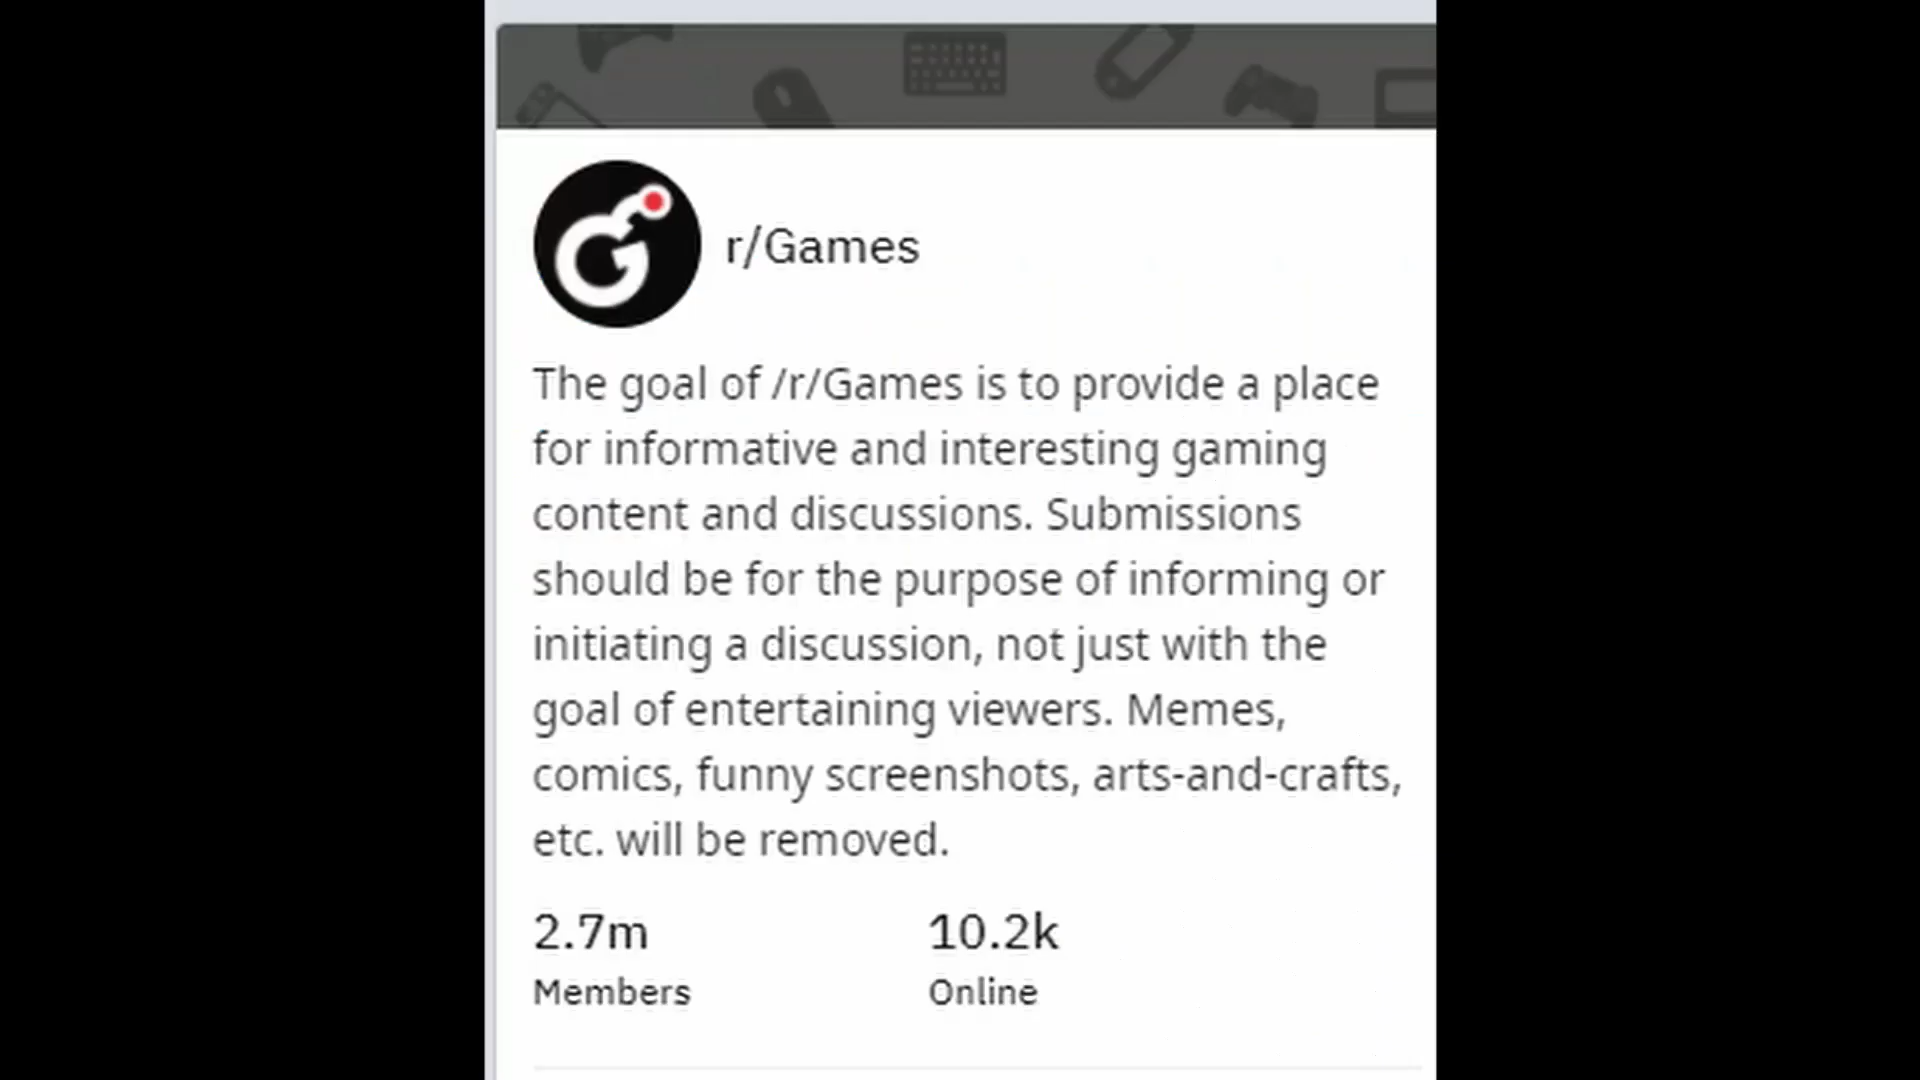 r/Games
The goal of /r/Games is to provide a place
for informative and interesting gaming
content and discussions. Submissions
should be for the purpose of informing or
initiating a discussion, not just with the
goal of entertaining viewers. Memes,
comics, funny screenshots, arts-and-crafts,
etc. will be removed.
2.7m 10.2k
Members Online